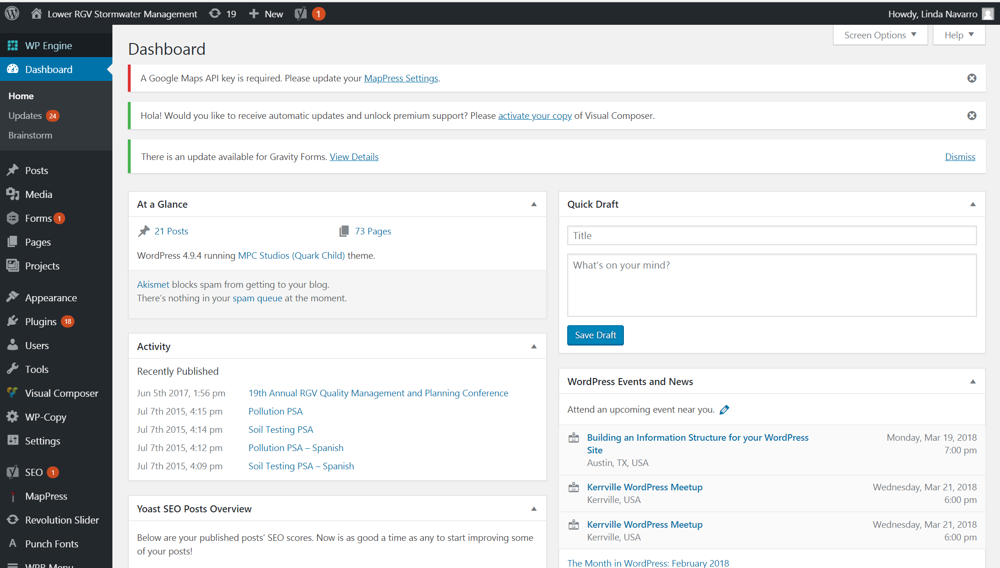 Lower RGV Stormwater Management
19
New
1
Howdy, Linda Navarro
WP Engine
Dashboard
Home
Updates 24
Brainstorm
Posts
Media
Forms 1
Pages
Projects
Appearance
Plugins 18
Users
Tools
Visual Composer
WP-Copy
Settings
SEO 1
MapPress
Revolution Slider
Punch Fonts
Screen Options
Help
Dashboard
A Google Maps API key is required. Please update your MapPress Settings.
Hola! Would you like to receive automatic updates and unlock premium support? Please activate your copy of Visual Composer.
There is an update available for Gravity Forms. View Details
Dismiss
At a Glance
21 Posts
73 Pages
WordPress 4.9.4 running MPC Studios (Quark Child) theme.
Akismet blocks spam from getting to your blog.
There's nothing in your spam queue at the moment.
Activity
Recently Published
Jun 5th 2017, 1:56 pm 19th Annual RGV Quality Management and Planning Conference
Jul 7th 2015, 4:15 pm Pollution PSA
Jul 7th 2015, 4:14 pm Soil Testing PSA
Jul 7th 2015, 4:12 pm Pollution PSA – Spanish
Jul 7th 2015, 4:09 pm Soil Testing PSA – Spanish
Yoast SEO Posts Overview
Below are your published posts' SEO scores. Now is as good a time as any to start improving some
of your posts!
Quick Draft
Title
What's on your mind?
Save Draft
WordPress Events and News
Attend an upcoming event near you.
Building an Information Structure for your WordPress
Site
Austin, TX, USA
Monday, Mar 19, 2018
7:00 pm
Kerrville WordPress Meetup
Kerrville, USA
Wednesday, Mar 21, 2018
6:00 pm
Kerrville WordPress Meetup
Kerrville, USA
Wednesday, Mar 21, 2018
6:00 pm
The Month in WordPress: February 2018